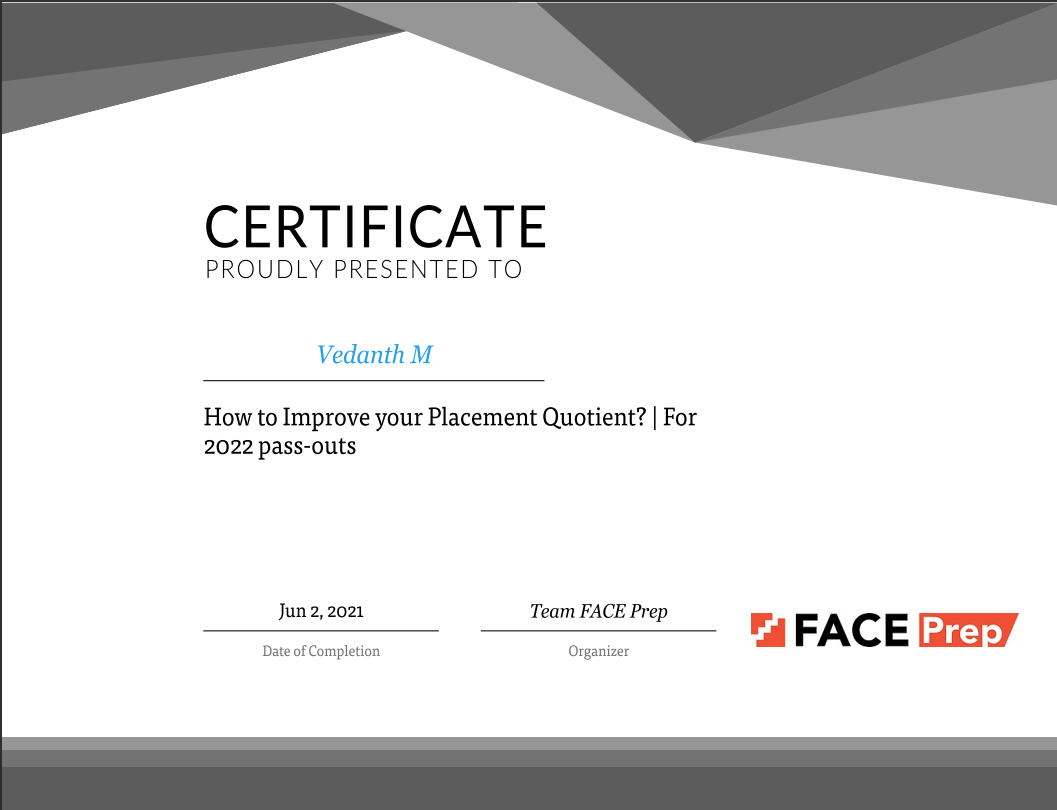 CERTIFICATE
PROUDLY PRESENTED TO
Vedanth M
How to Improve your Placement Quotient? | For
2022 pass-outs
Jun 2, 2021
Date of Completion
Team FACE Prep
Organizer
FACE Prep